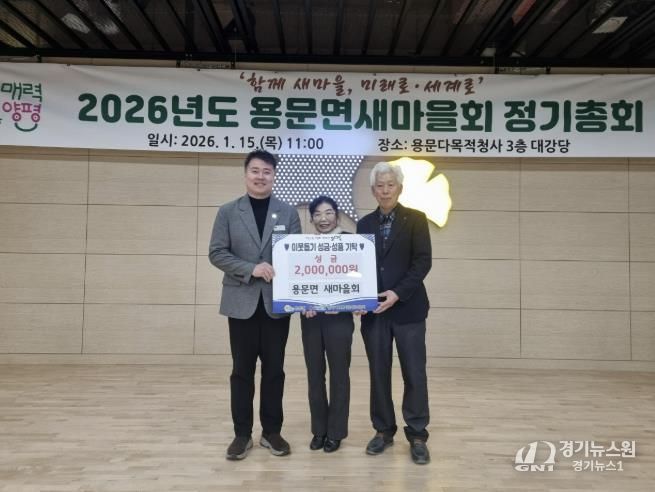 매력
양평
'함께 새마을, 미래로·세계로'
2026년도 용문면새마을회 정기총회
일시: 2026. 1. 15.(목) 11:00
장소: 용문다목적청사 3층 대강당
이웃돕기 성금·성품 기탁
성 금
2,000,000원
용문면 새마을회
GN1
경기뉴스원
경기뉴스1